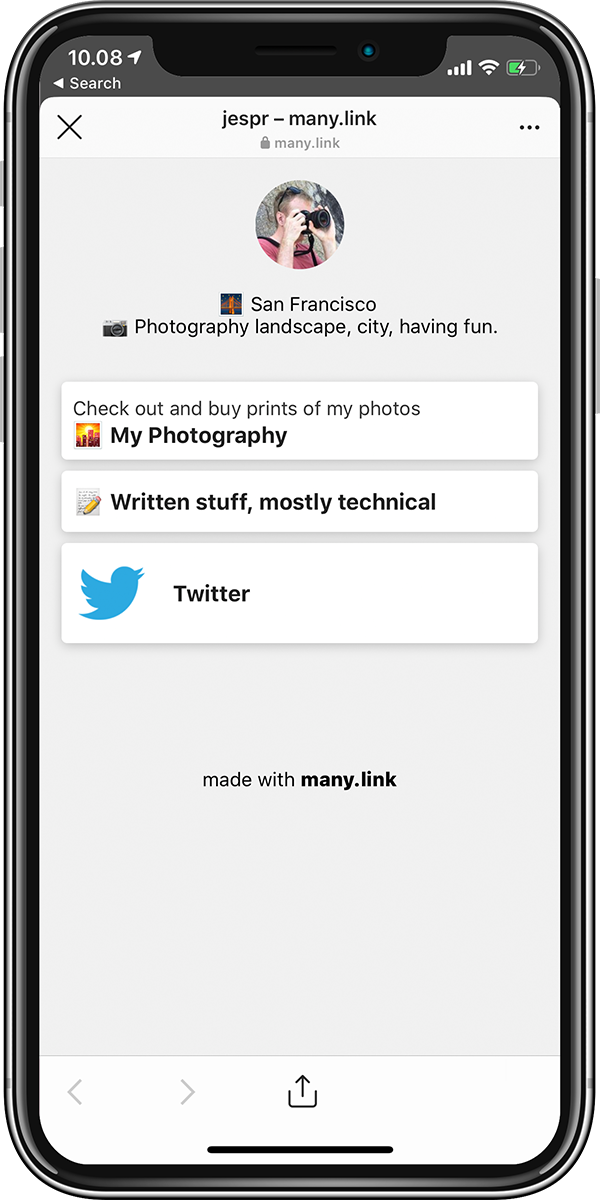 10.08
◀ Search
jespr – many.link
many.link
🌉 San Francisco
📷 Photography landscape, city, having fun.
Check out and buy prints of my photos
🌇 My Photography
📝 Written stuff, mostly technical
Twitter
made with many.link